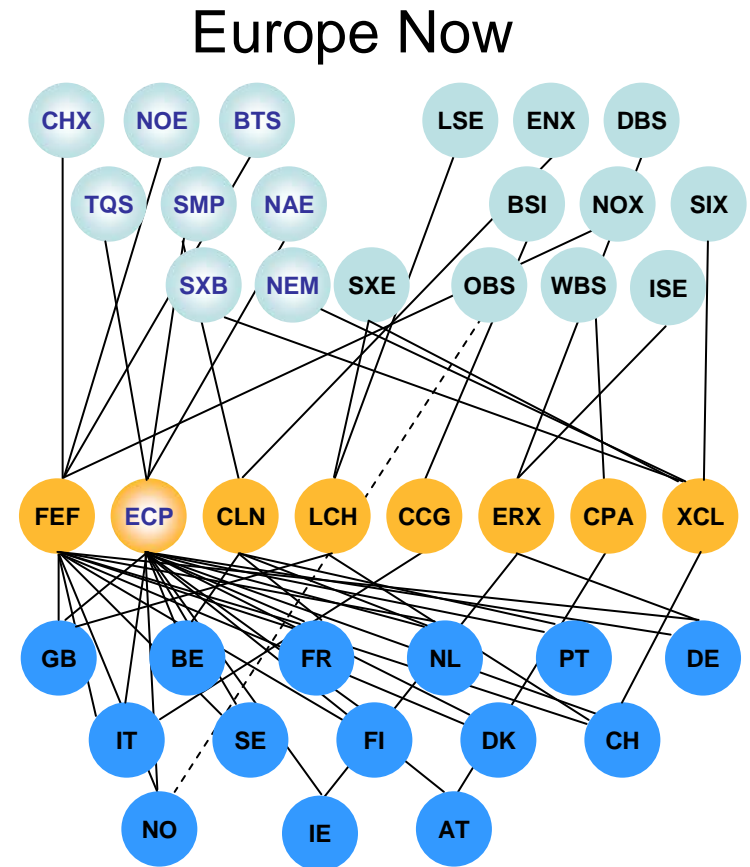 Europe Now
CHX NOE BTS LSE ENX DBS
TQS SMP NAE BSI NOX SIX
SXB NEM SXE OBS WBS ISE
FEF ECP CLN LCH CCG ERX CPA XCL
GB BE FR NL PT DE
IT SE FI DK CH
NO IE AT